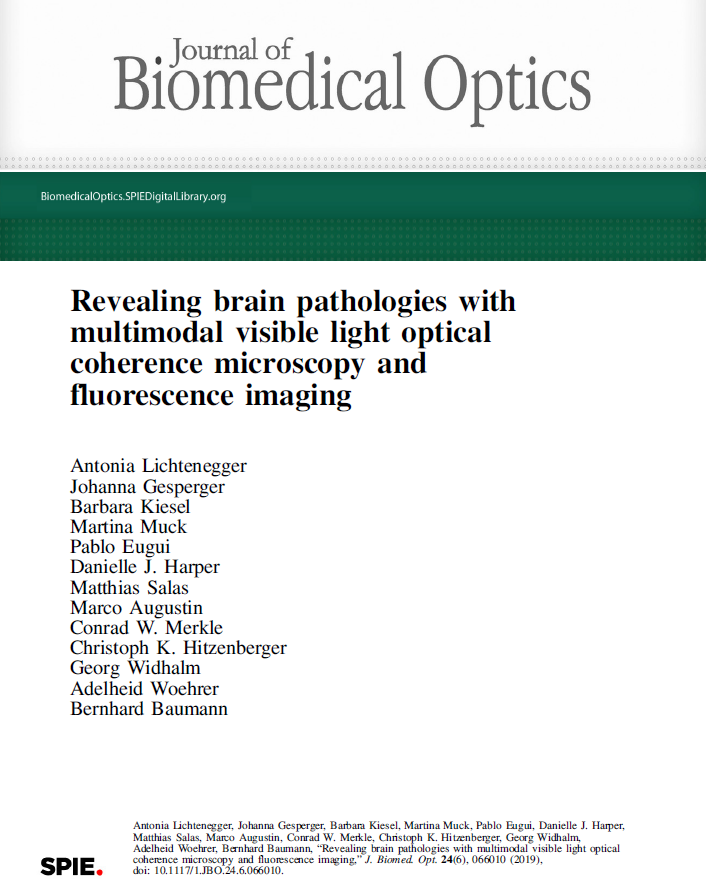 Journal of
Biomedical Optics
BiomedicalOptics.SPIEDigitalLibrary.org
Revealing brain pathologies with
multimodal visible light optical
coherence microscopy and
fluorescence imaging
Antonia Lichtenegger
Johanna Gesperger
Barbara Kiesel
Martina Muck
Pablo Eugui
Danielle J. Harper
Matthias Salas
Marco Augustin
Conrad W. Merkle
Christoph K. Hitzenberger
Georg Widhalm
Adelheid Woehrer
Bernhard Baumann
SPIE.
Antonia Lichtenegger, Johanna Gesperger, Barbara Kiesel, Martina Muck, Pablo Eugui, Danielle J. Harper,
Matthias Salas, Marco Augustin, Conrad W. Merkle, Christoph K. Hitzenberger, Georg Widhalm,
Adelheid Woehrer, Bernhard Baumann, “Revealing brain pathologies with multimodal visible light optical
coherence microscopy and fluorescence imaging,” J. Biomed. Opt. 24(6), 066010 (2019),
doi: 10.1117/1.JBO.24.6.066010.